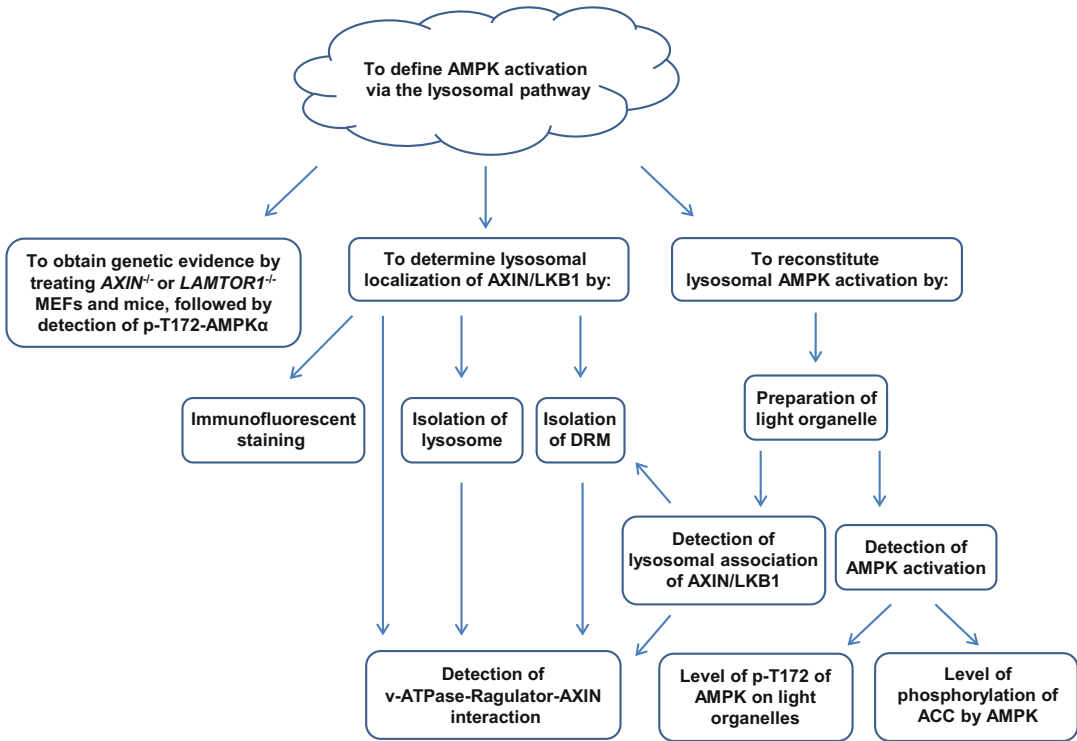 To define AMPK activation
via the lysosomal pathway
To obtain genetic evidence by
treating AXIN-/- or LAMTOR1-/-
MEFs and mice, followed by
detection of p-T172-AMPKα
To determine lysosomal
localization of AXIN/LKB1 by:
To reconstitute
lysosomal AMPK activation by:
Immunofluorescent
staining
Isolation of
lysosome
Isolation
of DRM
Preparation of
light organelle
Detection of
lysosomal association
of AXIN/LKB1
Detection of
AMPK activation
Detection of
v-ATPase-Ragulator-AXIN
interaction
Level of p-T172 of
AMPK on light
organelles
Level of
phosphorylation of
ACC by AMPK